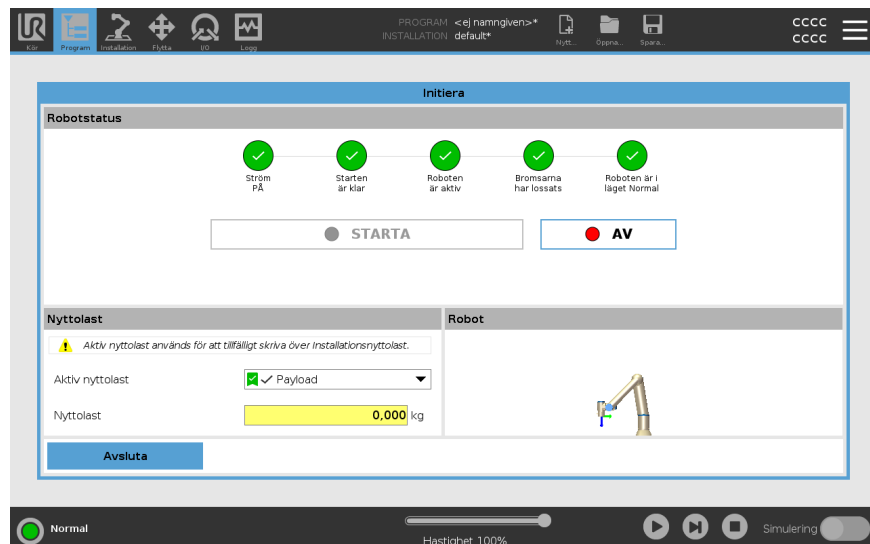 PROGRAM <ej namngiven>*
INSTALLATION default*
cccc
cccc
Kör
Program
Installation
Flytta
I/O
Logg
Nytt...
Öppna...
Spara...
Initiera
Robotstatus
Ström PÅ
Starten är klar
Roboten är aktiv
Bromsarna har lossats
Roboten är i läget Normal
STARTA
AV
Nyttolast
Robot
Aktiv nyttolast används för att tillfälligt skriva över Installationsnyttolast.
Aktiv nyttolast
Payload
Nyttolast
0,000 kg
Avsluta
Normal
Hastighet 100%
Simulering